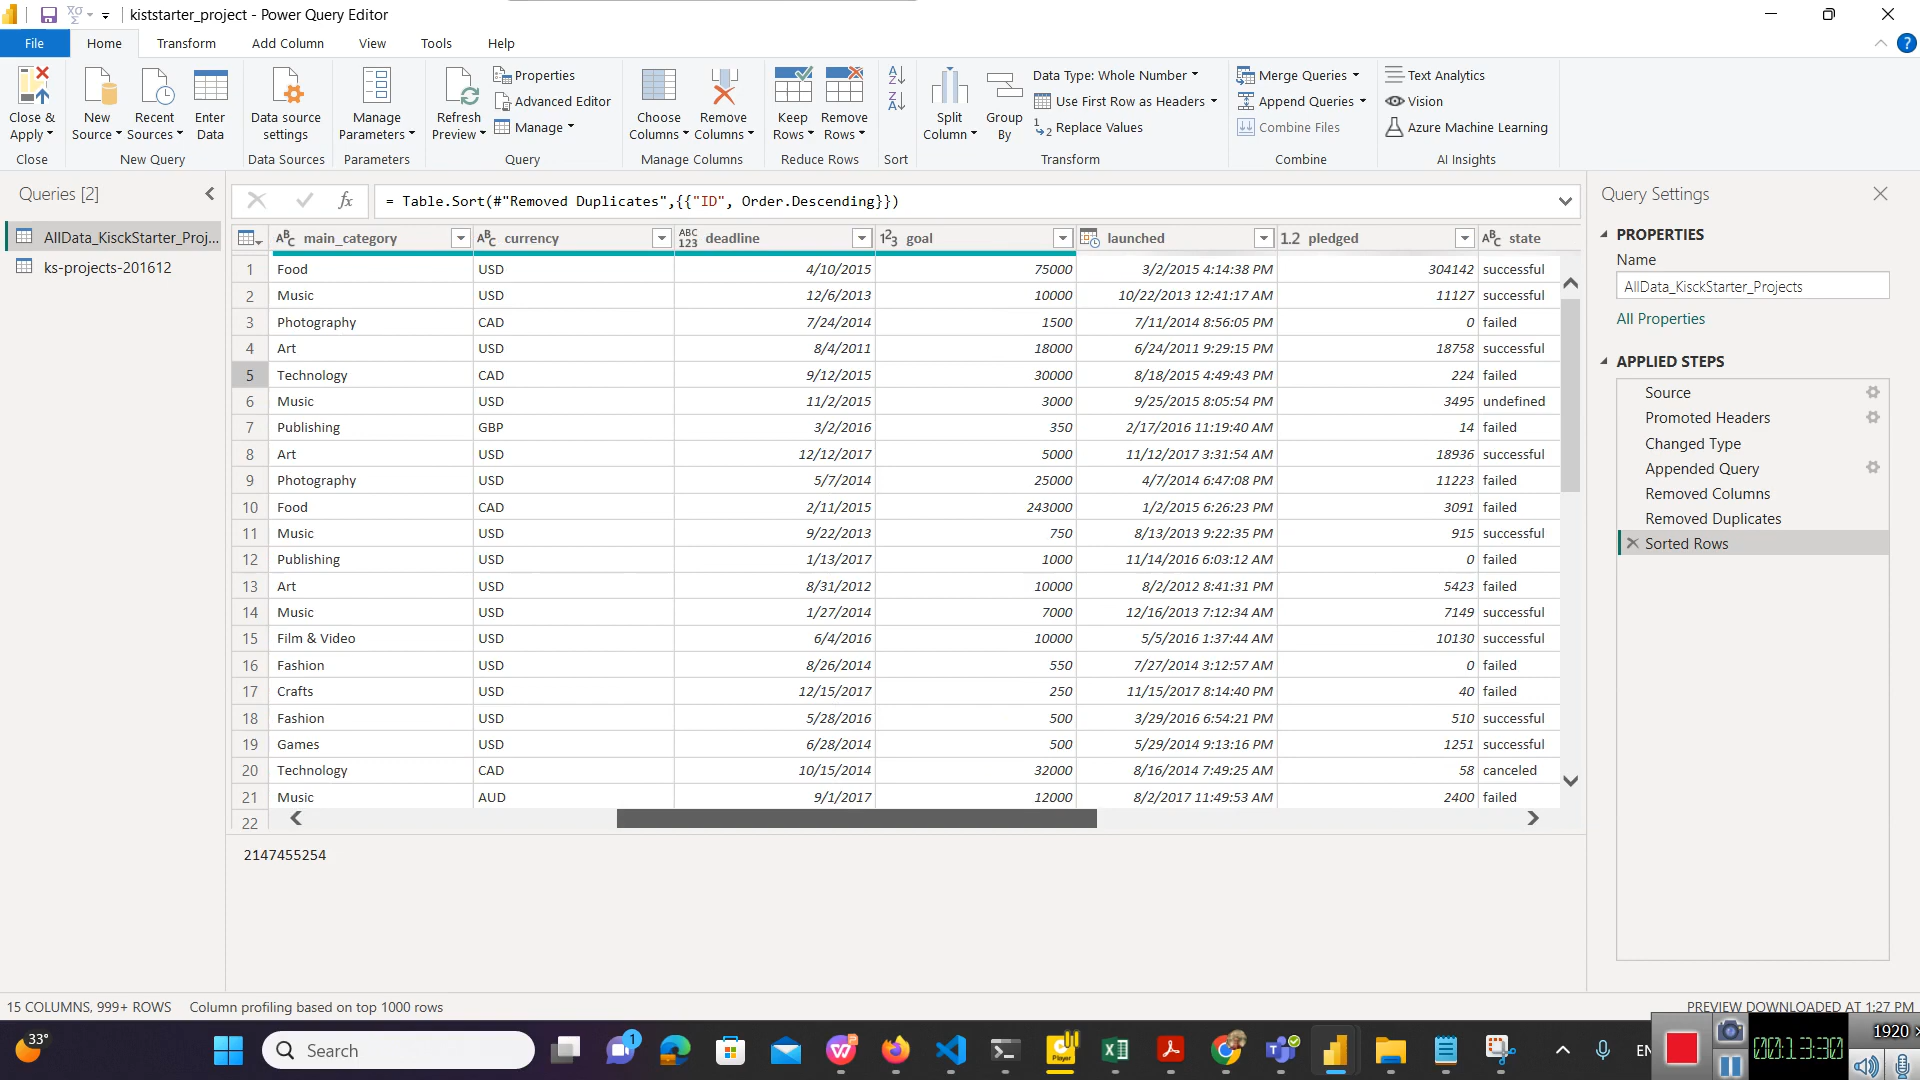 kiststarter_project - Power Query Editor
File Home Transform Add Column View Tools Help
Close & Apply
New Source
Recent Sources
Enter Data
Data source settings
Manage Parameters
Refresh Preview
Properties
Advanced Editor
Manage
Choose Columns
Remove Columns
Keep Rows
Remove Rows
Split Column
Group By
Data Type: Whole Number
Use First Row as Headers
Replace Values
Merge Queries
Append Queries
Combine Files
Text Analytics
Vision
Azure Machine Learning
Close New Query Data Sources Parameters Query Manage Columns Reduce Rows Sort Transform Combine AI Insights
Queries [2]
AllData_KisckStarter_Proj...
ks-projects-201612
= Table.Sort(#"Removed Duplicates",{{"ID", Order.Descending}})
main_category currency deadline goal launched 1.2 pledged state
1 Food USD 4/10/2015 75000 3/2/2015 4:14:38 PM 304142 successful
2 Music USD 12/6/2013 10000 10/22/2013 12:41:17 AM 11127 successful
3 Photography CAD 7/24/2014 1500 7/11/2014 8:56:05 PM 0 failed
4 Art USD 8/4/2011 18000 6/24/2011 9:29:15 PM 18758 successful
5 Technology CAD 9/12/2015 30000 8/18/2015 4:49:43 PM 224 failed
6 Music USD 11/2/2015 3000 9/25/2015 8:05:54 PM 3495 undefined
7 Publishing GBP 3/2/2016 350 2/17/2016 11:19:40 AM 14 failed
8 Art USD 12/12/2017 5000 11/12/2017 3:31:54 AM 18936 successful
9 Photography USD 5/7/2014 25000 4/7/2014 6:47:08 PM 11223 failed
10 Food CAD 2/11/2015 243000 1/2/2015 6:26:23 PM 3091 failed
11 Music USD 9/22/2013 750 8/13/2013 9:22:35 PM 915 successful
12 Publishing USD 1/13/2017 1000 11/14/2016 6:03:12 AM 0 failed
13 Art USD 8/31/2012 10000 8/2/2012 8:41:31 PM 5423 failed
14 Music USD 1/27/2014 7000 12/16/2013 7:12:34 AM 7149 successful
15 Film & Video USD 6/4/2016 10000 5/5/2016 1:37:44 AM 10130 successful
16 Fashion USD 8/26/2014 550 7/27/2014 3:12:57 AM 0 failed
17 Crafts USD 12/15/2017 250 11/15/2017 8:14:40 PM 40 failed
18 Fashion USD 5/28/2016 500 3/29/2016 6:54:21 PM 510 successful
19 Games USD 6/28/2014 500 5/29/2014 9:13:16 PM 1251 successful
20 Technology CAD 10/15/2014 32000 8/16/2014 7:49:25 AM 58 canceled
21 Music AUD 9/1/2017 12000 8/2/2017 11:49:53 AM 2400 failed
22
2147455254
Query Settings
PROPERTIES
Name
AllData_KisckStarter_Projects
All Properties
APPLIED STEPS
Source
Promoted Headers
Changed Type
Appended Query
Removed Columns
Removed Duplicates
Sorted Rows
15 COLUMNS, 999+ ROWS Column profiling based on top 1000 rows
PREVIEW DOWNLOADED AT 1:27 PM
33°
Search
1
Player
EN
00:13:30
1920